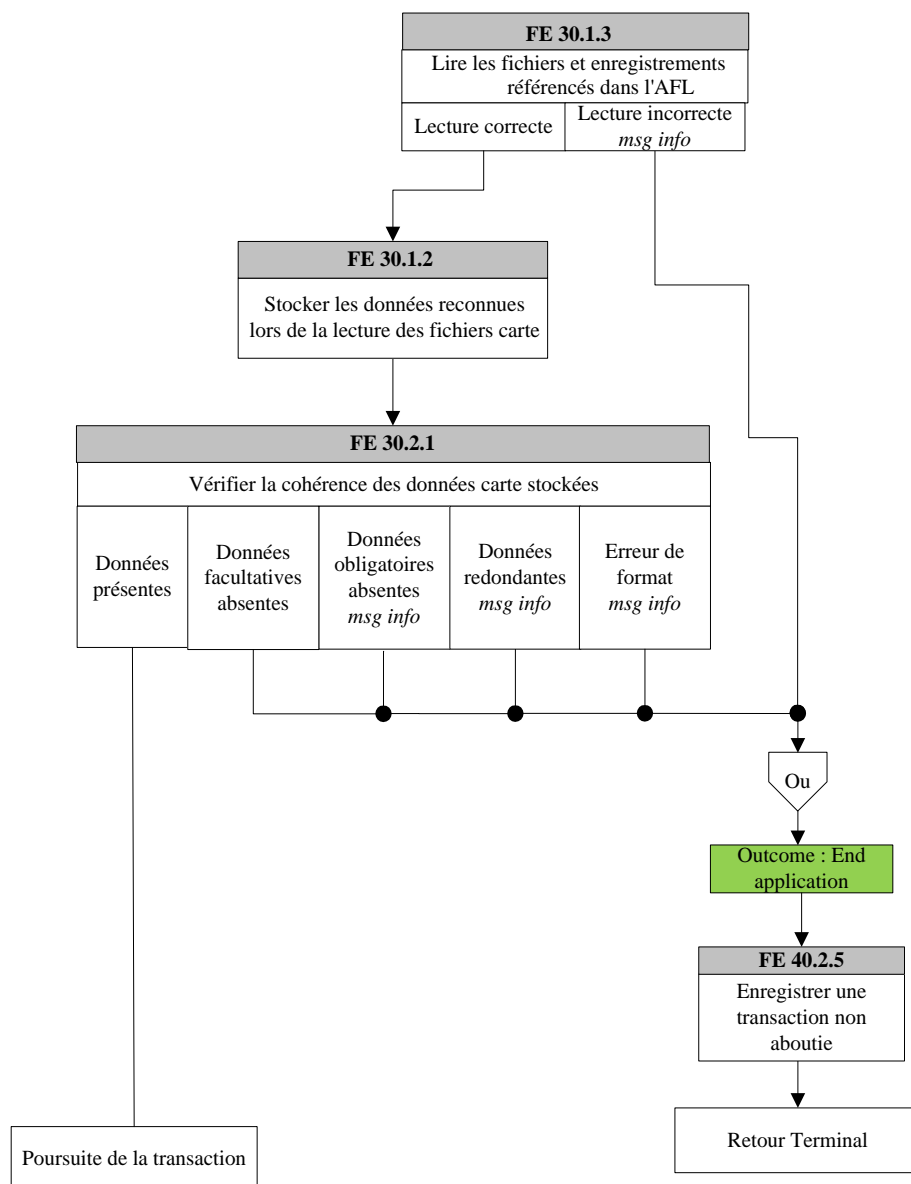 FE 30.1.3
Lire les fichiers et enregistrements
référencés dans l'AFL
Lecture correcte
Lecture incorrecte
msg info
FE 30.1.2
Stocker les données reconnues
lors de la lecture des fichiers carte
FE 30.2.1
Vérifier la cohérence des données carte stockées
Données
présentes
Données
facultatives
absentes
Données
obligatoires
absentes
msg info
Données
redondantes
msg info
Erreur de
format
msg info
Ou
Outcome : End
application
FE 40.2.5
Enregistrer une
transaction non
aboutie
Retour Terminal
Poursuite de la transaction